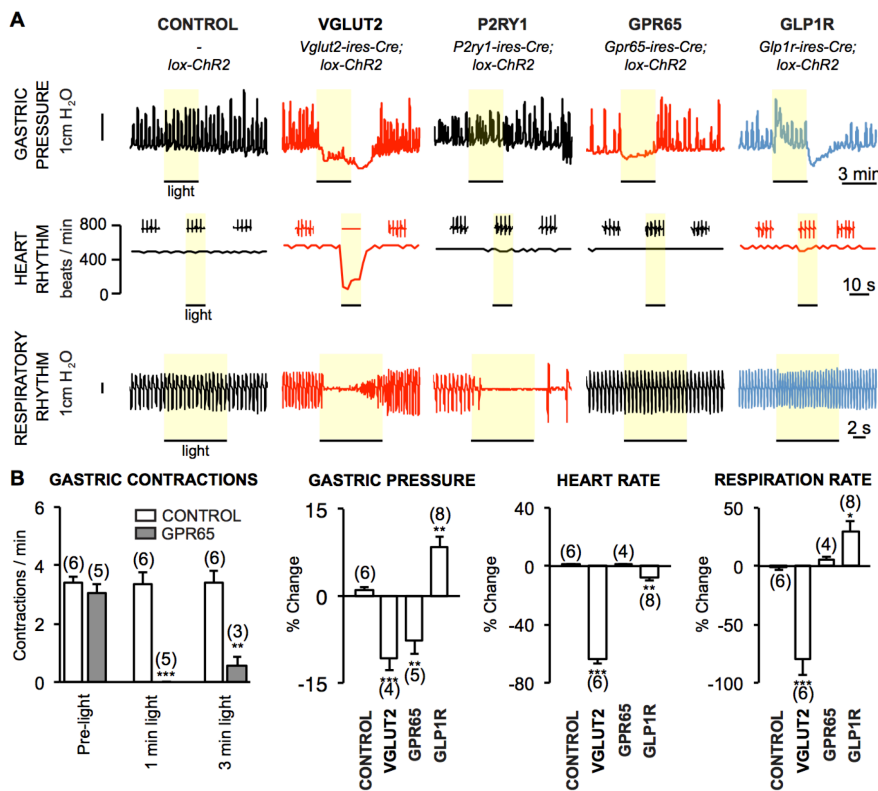 A
CONTROL VGLUT2 P2RY1 GPR65 GLP1R
- Vglut2-ires-Cre; P2ry1-ires-Cre; Gpr65-ires-Cre; Glp1r-ires-Cre;
lox-ChR2 lox-ChR2 lox-ChR2 lox-ChR2 lox-ChR2
GASTRIC
PRESSURE
1cm H2O
light
3 min
HEART
RHYTHM
beats / min
800
400
0
light
10 s
RESPIRATORY
RHYTHM
1cm H2O
light
2 s
B
GASTRIC CONTRACTIONS
Contractions / min
6
4
2
0
CONTROL
GPR65
(6) (5) (6) (5) (6) (3)
*** **
Pre-light
1 min light
3 min light
GASTRIC PRESSURE
% Change
15
0
-15
(6) (4) (5) (8)
*** ** **
CONTROL
VGLUT2
GPR65
GLP1R
HEART RATE
% Change
40
0
-40
-80
(6) (6) (4) (8)
*** **
CONTROL
VGLUT2
GPR65
GLP1R
RESPIRATION RATE
% Change
50
0
-50
-100
(6) (6) (4) (8)
*** *
CONTROL
VGLUT2
GPR65
GLP1R